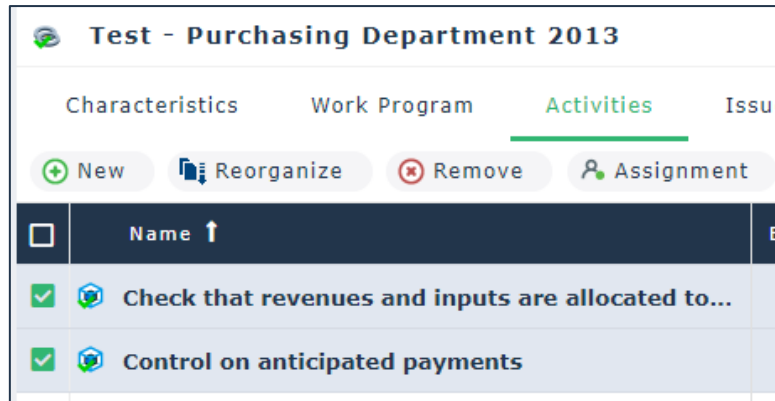 Test - Purchasing Department 2013
Characteristics Work Program Activities Issu
New Reorganize Remove Assignment
Name
Check that revenues and inputs are allocated to...
Control on anticipated payments